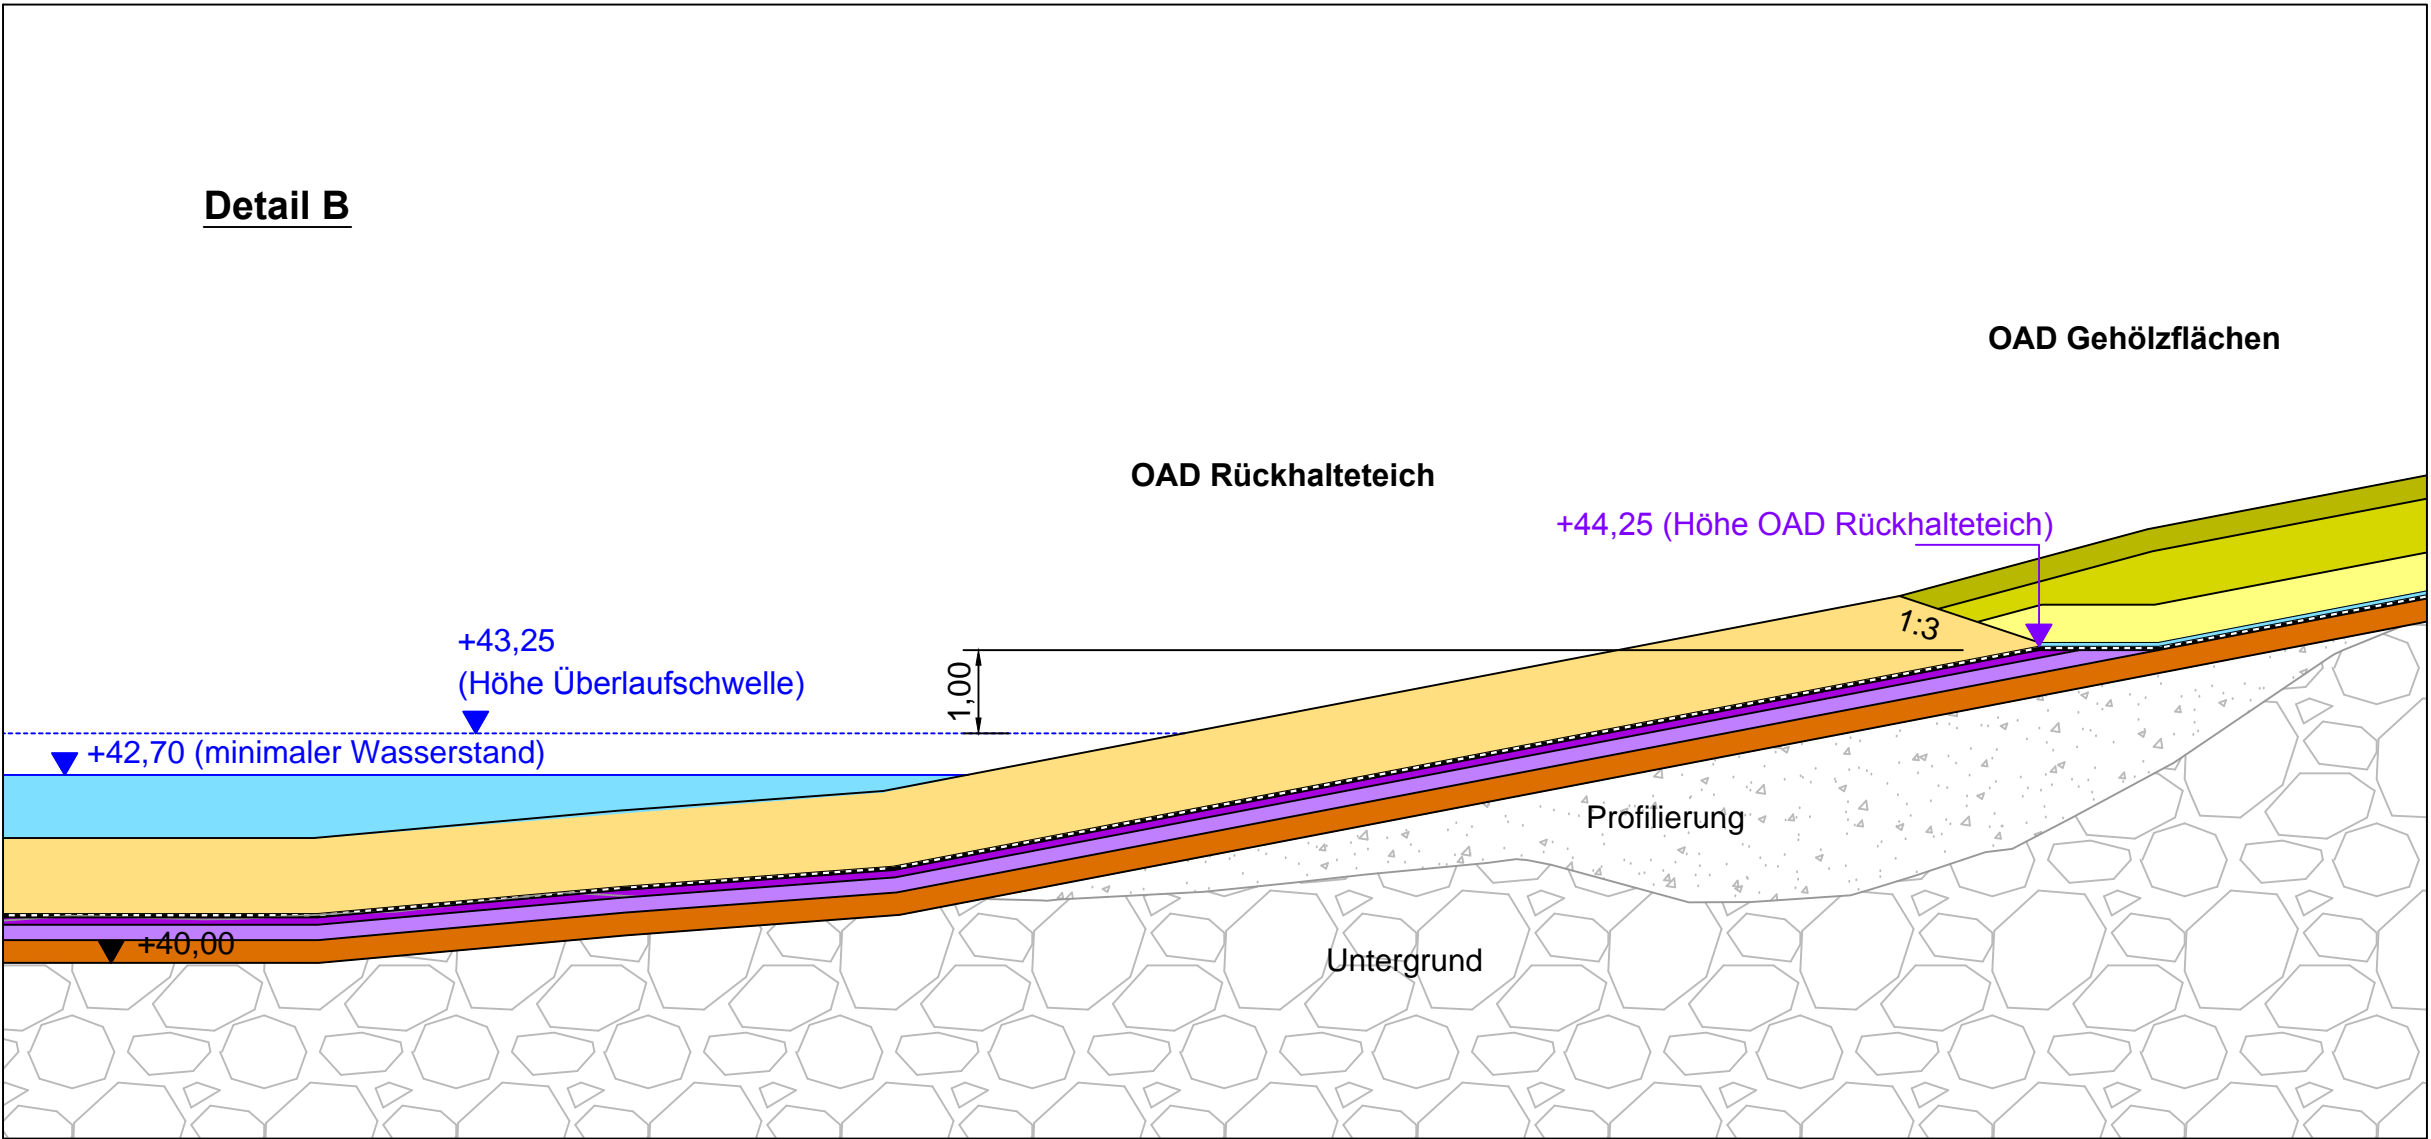 Detail B
OAD Gehölzflächen
OAD Rückhalteteich
+44,25 (Höhe OAD Rückhalteteich)
1:3
+43,25
(Höhe Überlaufschwelle)
1,00
+42,70 (minimaler Wasserstand)
Profilierung
+40,00
Untergrund